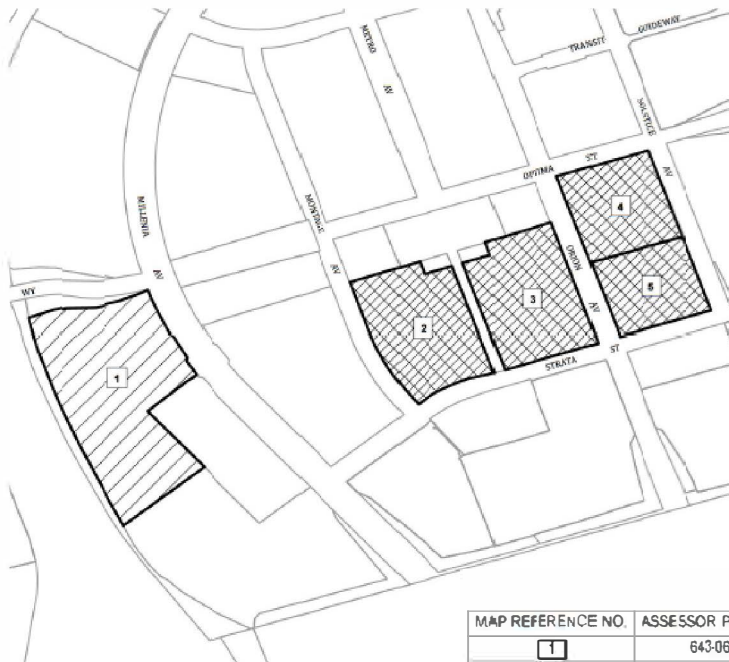 METRO
AV
GUIDEWAY
TRANSIT
SOLSTICE
AV
OPTIMA
ST
MILLENIA
AV
MONTAGE
AV
ORION
AV
4
5
WY
1
2
3
STRATA
ST
MAP REFERENCE NO. ASSESSOR P
1 643-06